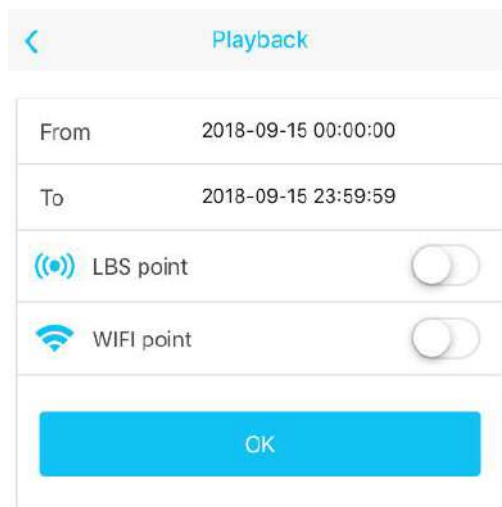 Playback
From 2018-09-15 00:00:00
To 2018-09-15 23:59:59
LBS point
WIFI point
OK